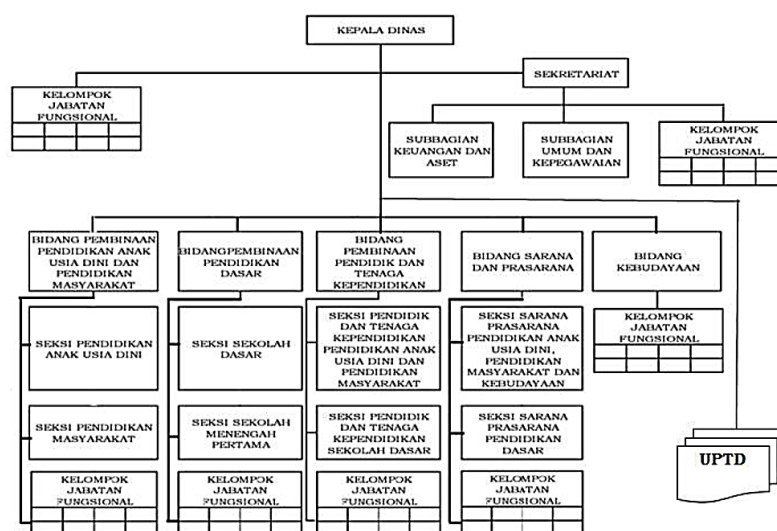 KEPALA DINAS
SEKRETARIAT
KELOMPOK
JABATAN
FUNGSIONAL
SUBBAGIAN
KEUANGAN DAN
ASET
SUBBAGIAN
UMUM DAN
KEPEGAWAIAN
KELOMPOK
JABATAN
FUNGSIONAL
BIDANG PEMBINAAN
PENDIDIKAN ANAK
USIA DINI DAN
PENDIDIKAN
MASYARAKAT
BIDANGPEMBINAAN
PENDIDIKAN
DASAR
BIDANG
PEMBINAAN
PENDIDIK DAN
TENAGA
KEPENDIDIKAN
BIDANG SARANA
DAN PRASARANA
BIDANG
KEBUDAYAAN
SEKSI PENDIDIKAN
ANAK USIA DINI
SEKSI SEKOLAH
DASAR
SEKSI PENDIDIK
DAN TENAGA
KEPENDIDIKAN
PENDIDIKAN ANAK
USIA DINI DAN
PENDIDIKAN
MASYARAKAT
SEKSI SARANA
PRASARANA
PENDIDIKAN ANAK
USIA DINI,
PENDIDIKAN
MASYARAKAT DAN
KEBUDAYAAN
KELOMPOK
JABATAN
FUNGSIONAL
SEKSI PENDIDIKAN
MASYARAKAT
SEKSI SEKOLAH
MENENGAH
PERTAMA
SEKSI PENDIDIK
DAN TENAGA
KEPENDIDIKAN
SEKOLAH DASAR
SEKSI SARANA
PRASARANA
PENDIDIKAN
DASAR
UPTD
KELOMPOK
JABATAN
FUNGSIONAL
KELOMPOK
JABATAN
FUNGSIONAL
KELOMPOK
JABATAN
FUNGSIONAL
KELOMPOK
JABATAN
FUNGSIONAL